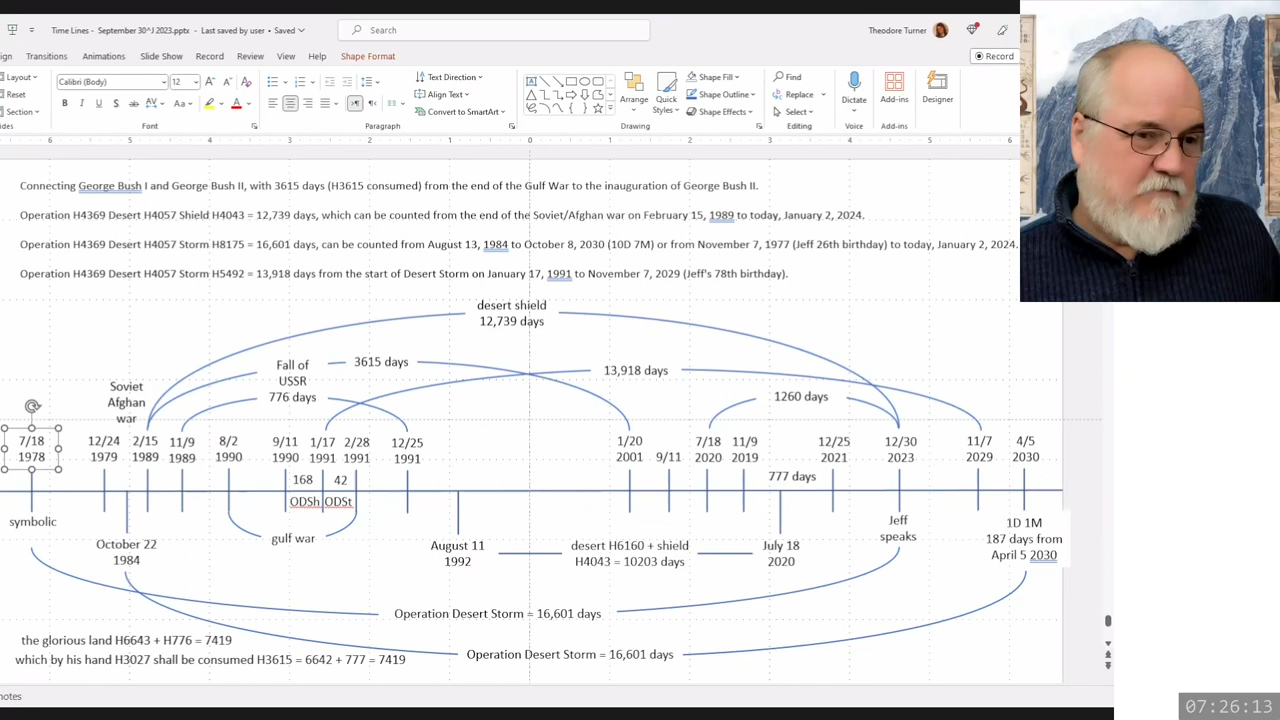 Time Lines - September 30^J 2023.pptx • Last saved by user • Saved
Search
Theodore Turner
ign
Transitions
Animations
Slide Show
Record
Review
View
Help
Shape Format
Record
Layout
Reset
Section
Calibri (Body)
12
Text Direction
Align Text
Convert to SmartArt
Arrange
Quick
Styles
Shape Fill
Shape Outline
Shape Effects
Find
Replace
Select
Dictate
Add-ins
Designer
lides
Font
Paragraph
Drawing
Editing
Voice
Add-ins
6 5 4 3 2 1 0 1 2 3 4 5 6
Connecting George Bush I and George Bush II, with 3615 days (H3615 consumed) from the end of the Gulf War to the inauguration of George Bush II.
Operation H4369 Desert H4057 Shield H4043 = 12,739 days, which can be counted from the end of the Soviet/Afghan war on February 15, 1989 to today, January 2, 2024.
Operation H4369 Desert H4057 Storm H8175 = 16,601 days, can be counted from August 13, 1984 to October 8, 2030 (10D 7M) or from November 7, 1977 (Jeff 26th birthday) to today, January 2, 2024.
Operation H4369 Desert H4057 Storm H5492 = 13,918 days from the start of Desert Storm on January 17, 1991 to November 7, 2029 (Jeff's 78th birthday).
desert shield
12,739 days
Fall of
USSR
776 days
3615 days
13,918 days
1260 days
Soviet
Afghan
war
7/18
1978
12/24
1979
2/15
1989
11/9
1989
8/2
1990
9/11
1990
1/17
1991
2/28
1991
12/25
1991
1/20
2001
9/11
7/18
2020
11/9
2019
12/25
2021
12/30
2023
11/7
2029
4/5
2030
168
42
777 days
ODSh
ODSt
symbolic
October 22
1984
gulf war
August 11
1992
desert H6160 + shield
H4043 = 10203 days
July 18
2020
Jeff
speaks
1D 1M
187 days from
April 5 2030
Operation Desert Storm = 16,601 days
the glorious land H6643 + H776 = 7419
which by his hand H3027 shall be consumed H3615 = 6642 + 777 = 7419
Operation Desert Storm = 16,601 days
notes
07:26:13